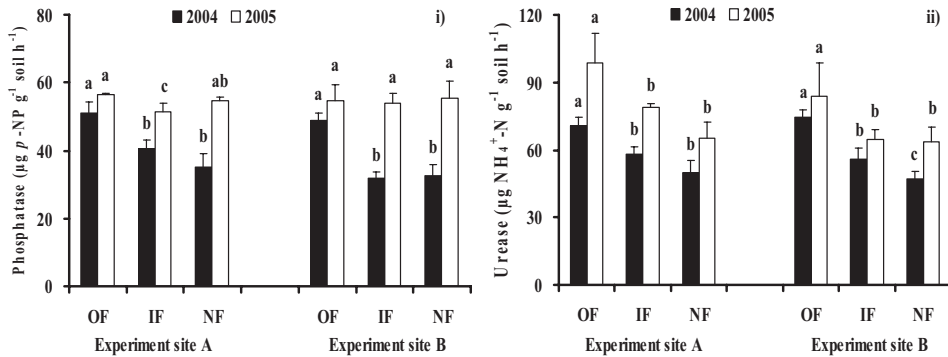 80
60
40
20
0
Phosphatase (µg p-NP g⁻¹ soil h⁻¹)
2004 2005
i)
a a
b c
b ab
a a
b a
b a
OF IF NF OF IF NF
Experiment site A Experiment site B
120
90
60
30
0
Urease (µg NH₄⁺-N g⁻¹ soil h⁻¹)
2004 2005
ii)
a a
b b
b b
a a
b b
c b
OF IF NF OF IF NF
Experiment site A Experiment site B